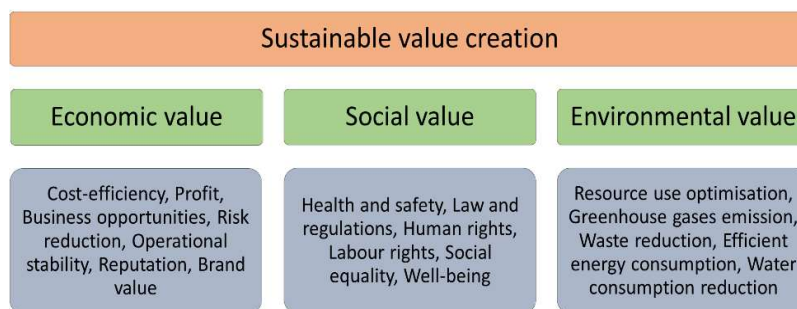 Sustainable value creation
Economic value
Social value
Environmental value
Cost-efficiency, Profit,
Business opportunities, Risk
reduction, Operational
stability, Reputation, Brand
value
Health and safety, Law and
regulations, Human rights,
Labour rights, Social
equality, Well-being
Resource use optimisation,
Greenhouse gases emission,
Waste reduction, Efficient
energy consumption, Water
consumption reduction